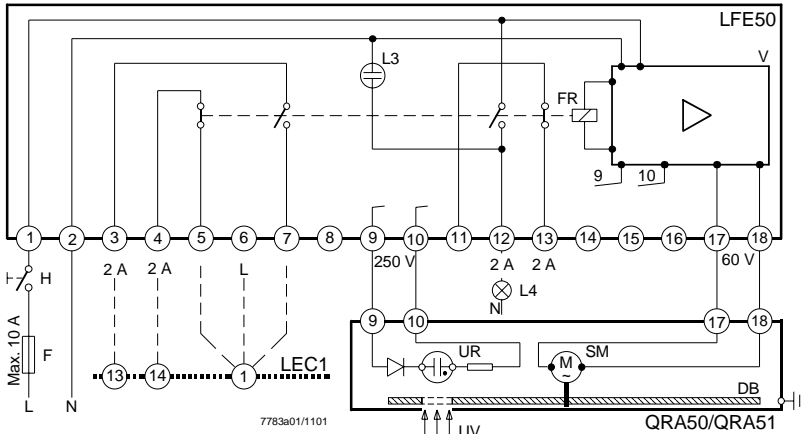 LFE50
L3
V
FR
9 10
1 2 3 4 5 6 7 8 9 10 11 12 13 14 15 16 17 18
250 V
60 V
H 2 A 2 A L 2 A 2 A
L4
N
Max. 10 A
F
13 14 1 LEC1
L N
9 10 17 18
UR SM
M
~
DB
7783a01/1101
UV
QRA50/QRA51